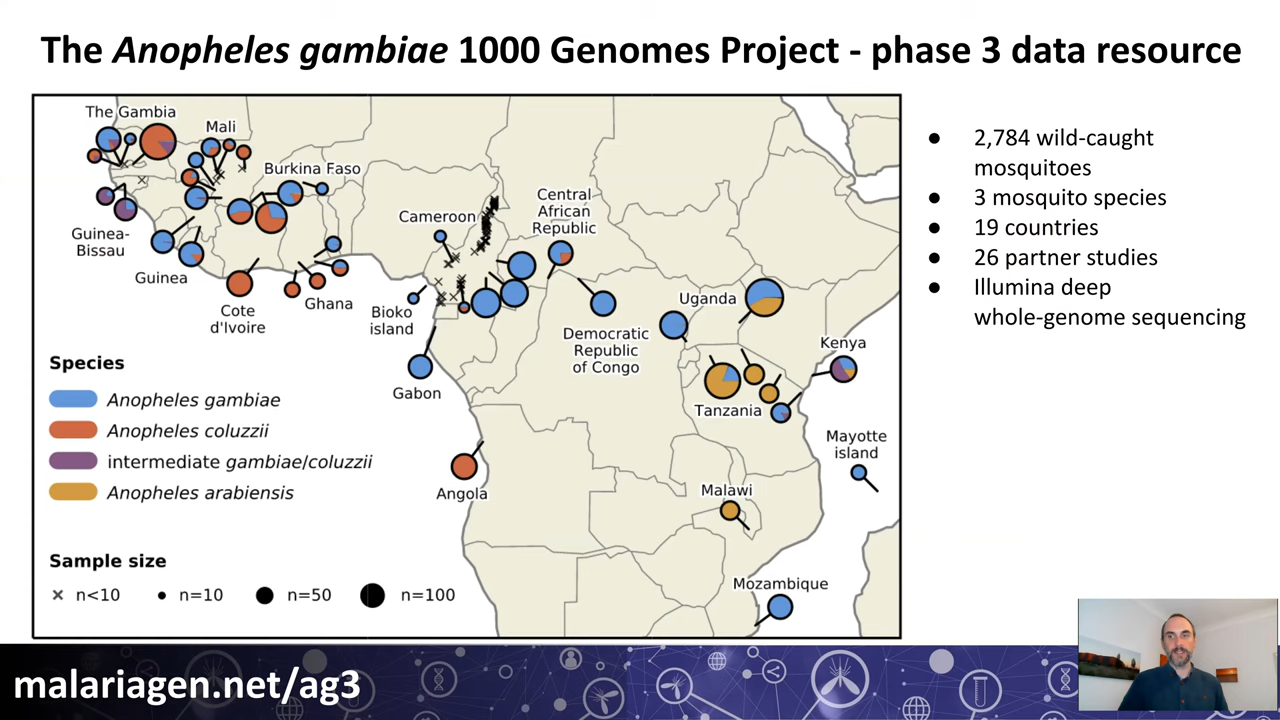 The Anopheles gambiae 1000 Genomes Project - phase 3 data resource
The Gambia
Mali
Burkina Faso
Guinea-
Bissau
Guinea
Cote
d'Ivoire
Ghana
Cameroon
Central
African
Republic
Bioko
island
Gabon
Democratic
Republic
of Congo
Uganda
Kenya
Tanzania
Mayotte
island
Angola
Malawi
Mozambique
Species
Anopheles gambiae
Anopheles coluzzii
intermediate gambiae/coluzzii
Anopheles arabiensis
Sample size
× n<10
n=10
n=50
n=100
● 2,784 wild-caught
mosquitoes
● 3 mosquito species
● 19 countries
● 26 partner studies
● Illumina deep
whole-genome sequencing
malariagen.net/ag3